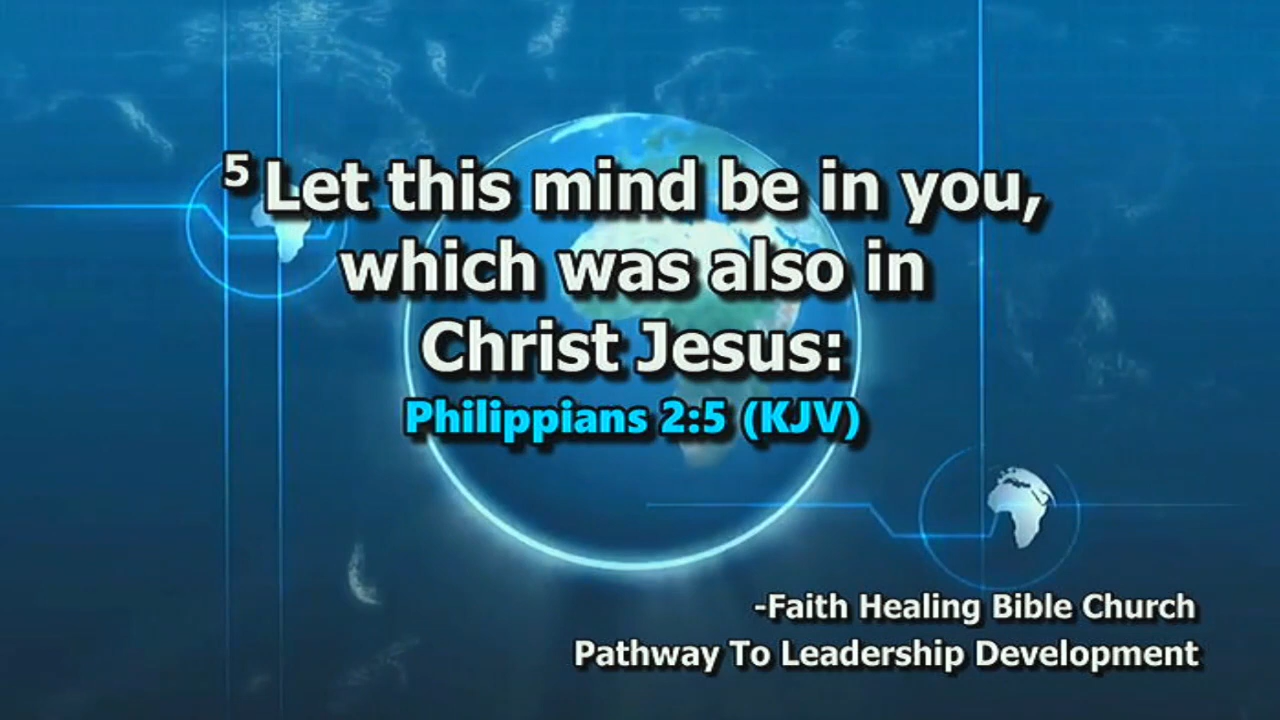 5 Let this mind be in you,
which was also in
Christ Jesus:
Philippians 2:5 (KJV)
-Faith Healing Bible Church
Pathway To Leadership Development